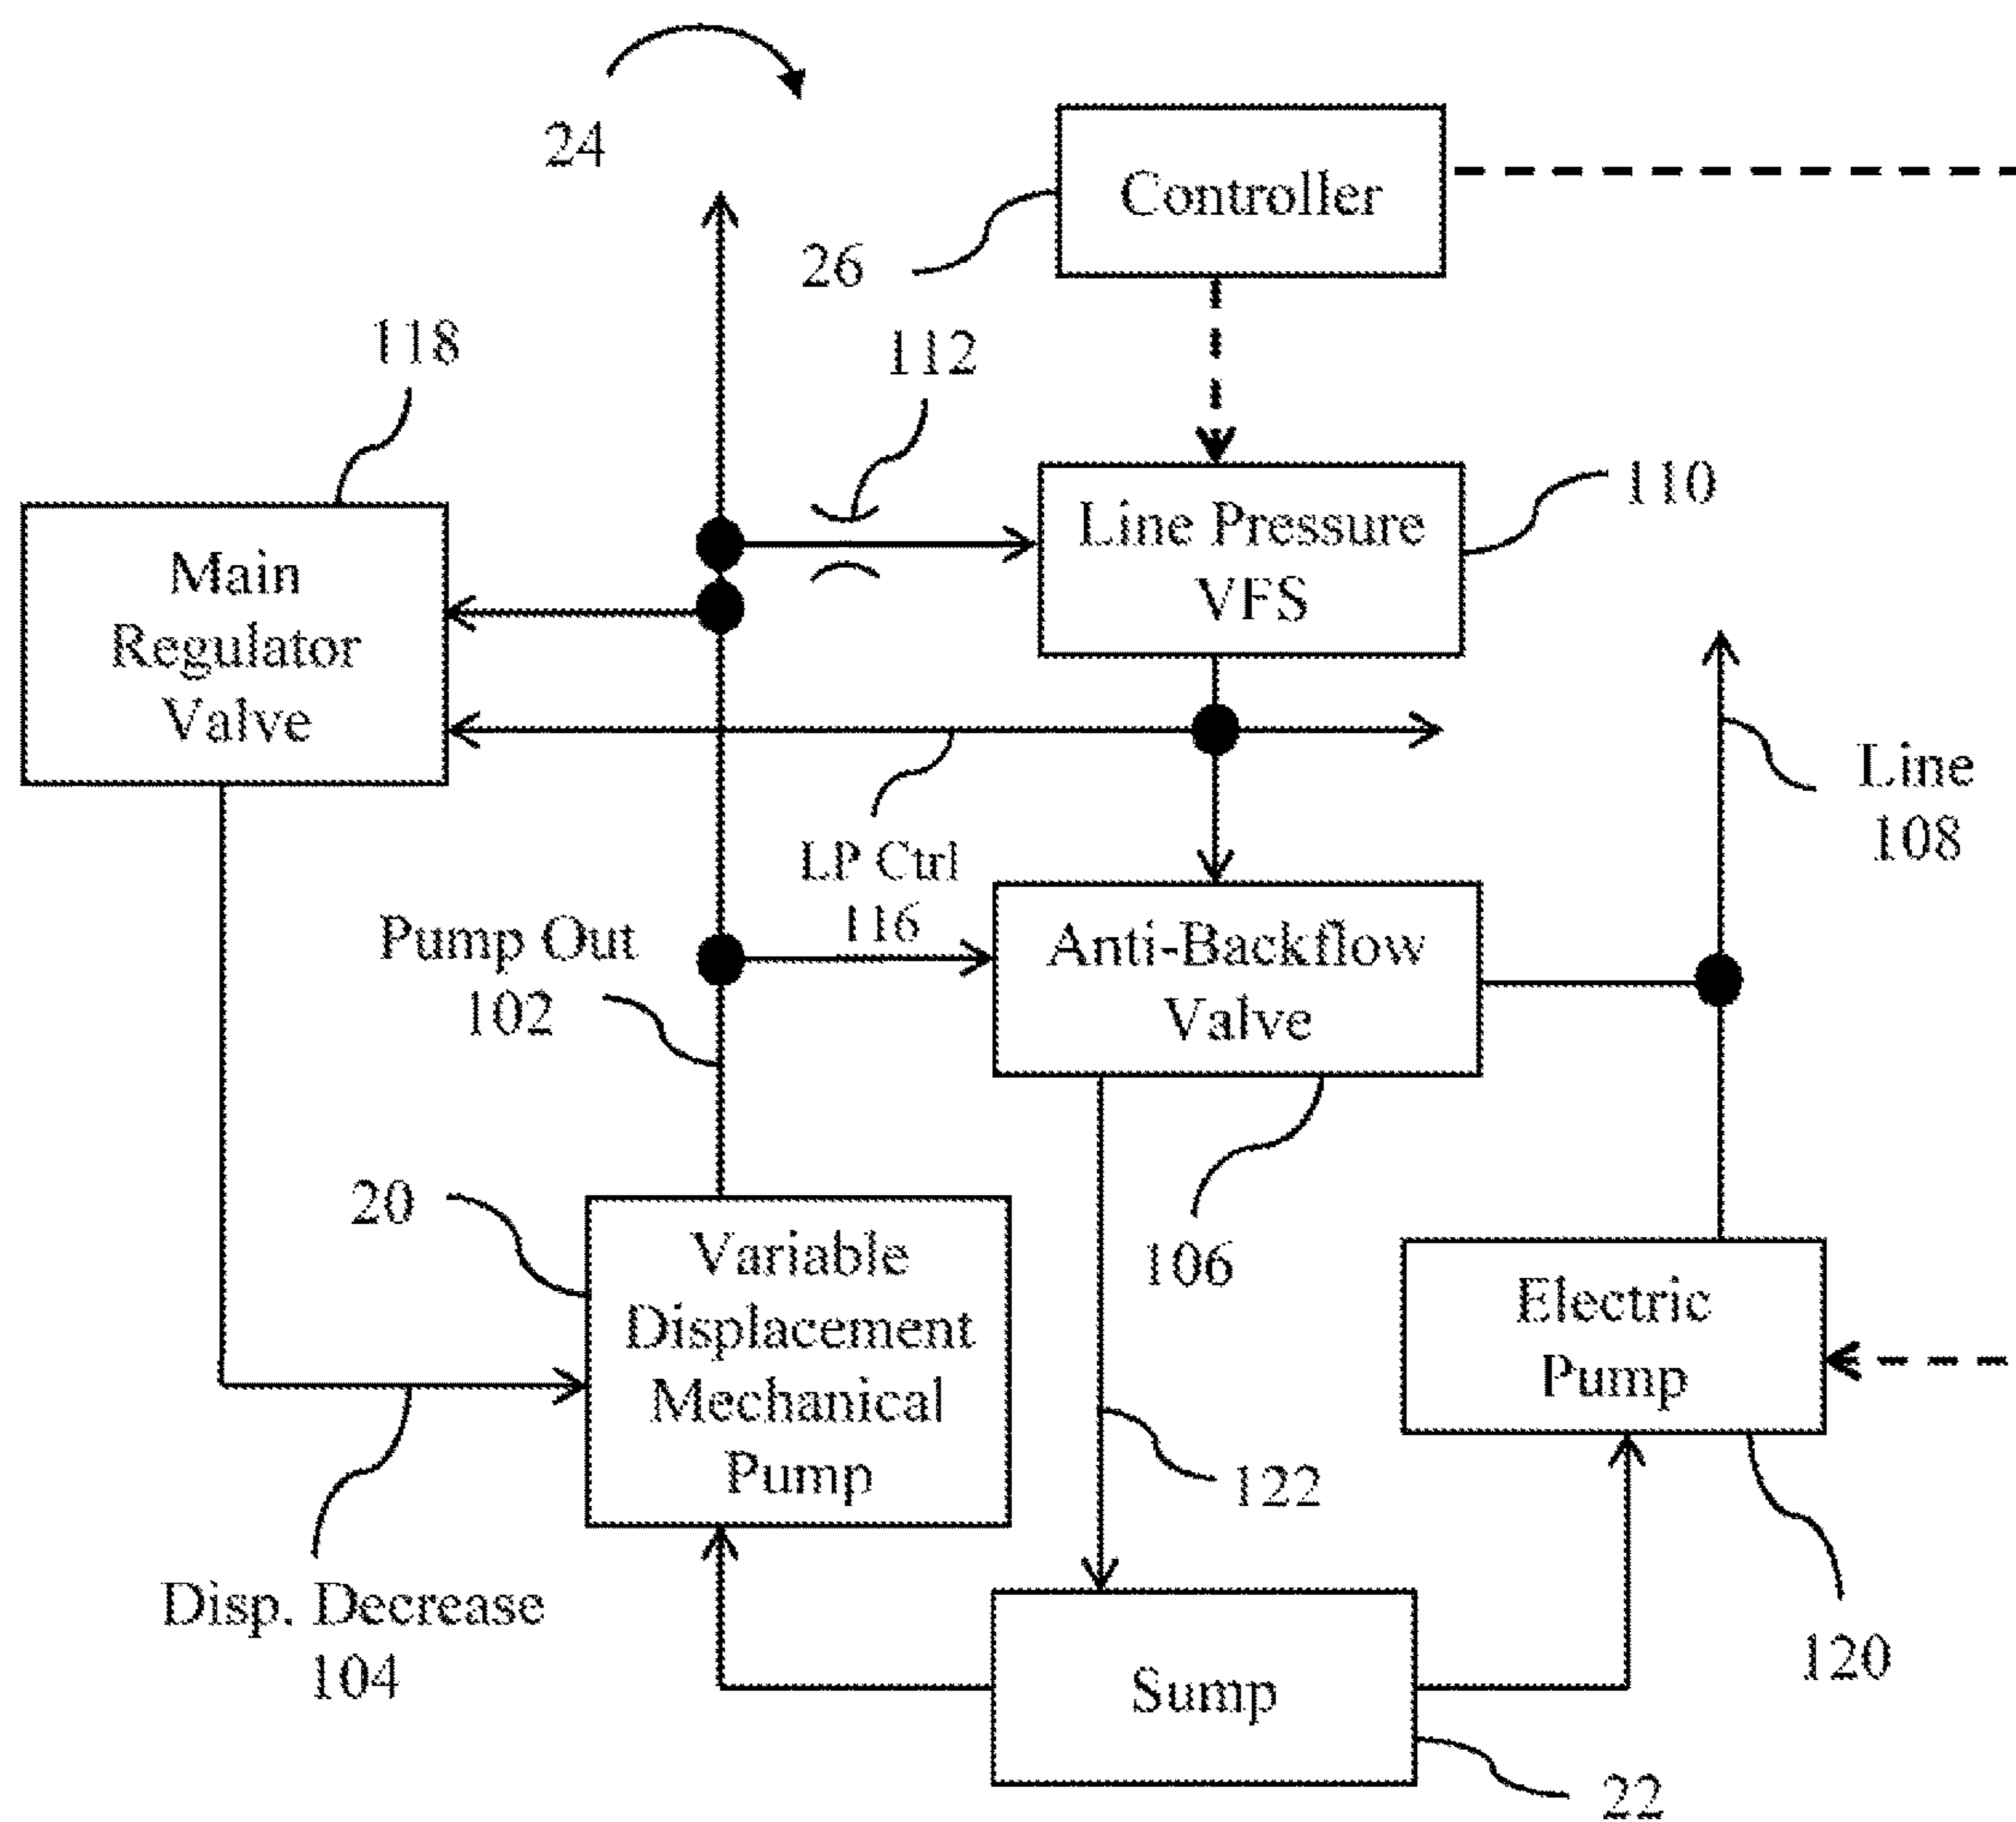 24
Controller
26
118
112
110
Line Pressure
VFS
Main
Regulator
Valve
Line
108
LP Ctrl
116
Pump Out
102
Anti-Backflow
Valve
20
Variable
Displacement
Mechanical
Pump
106
Electric
Pump
122
Disp. Decrease
104
Sump
120
22